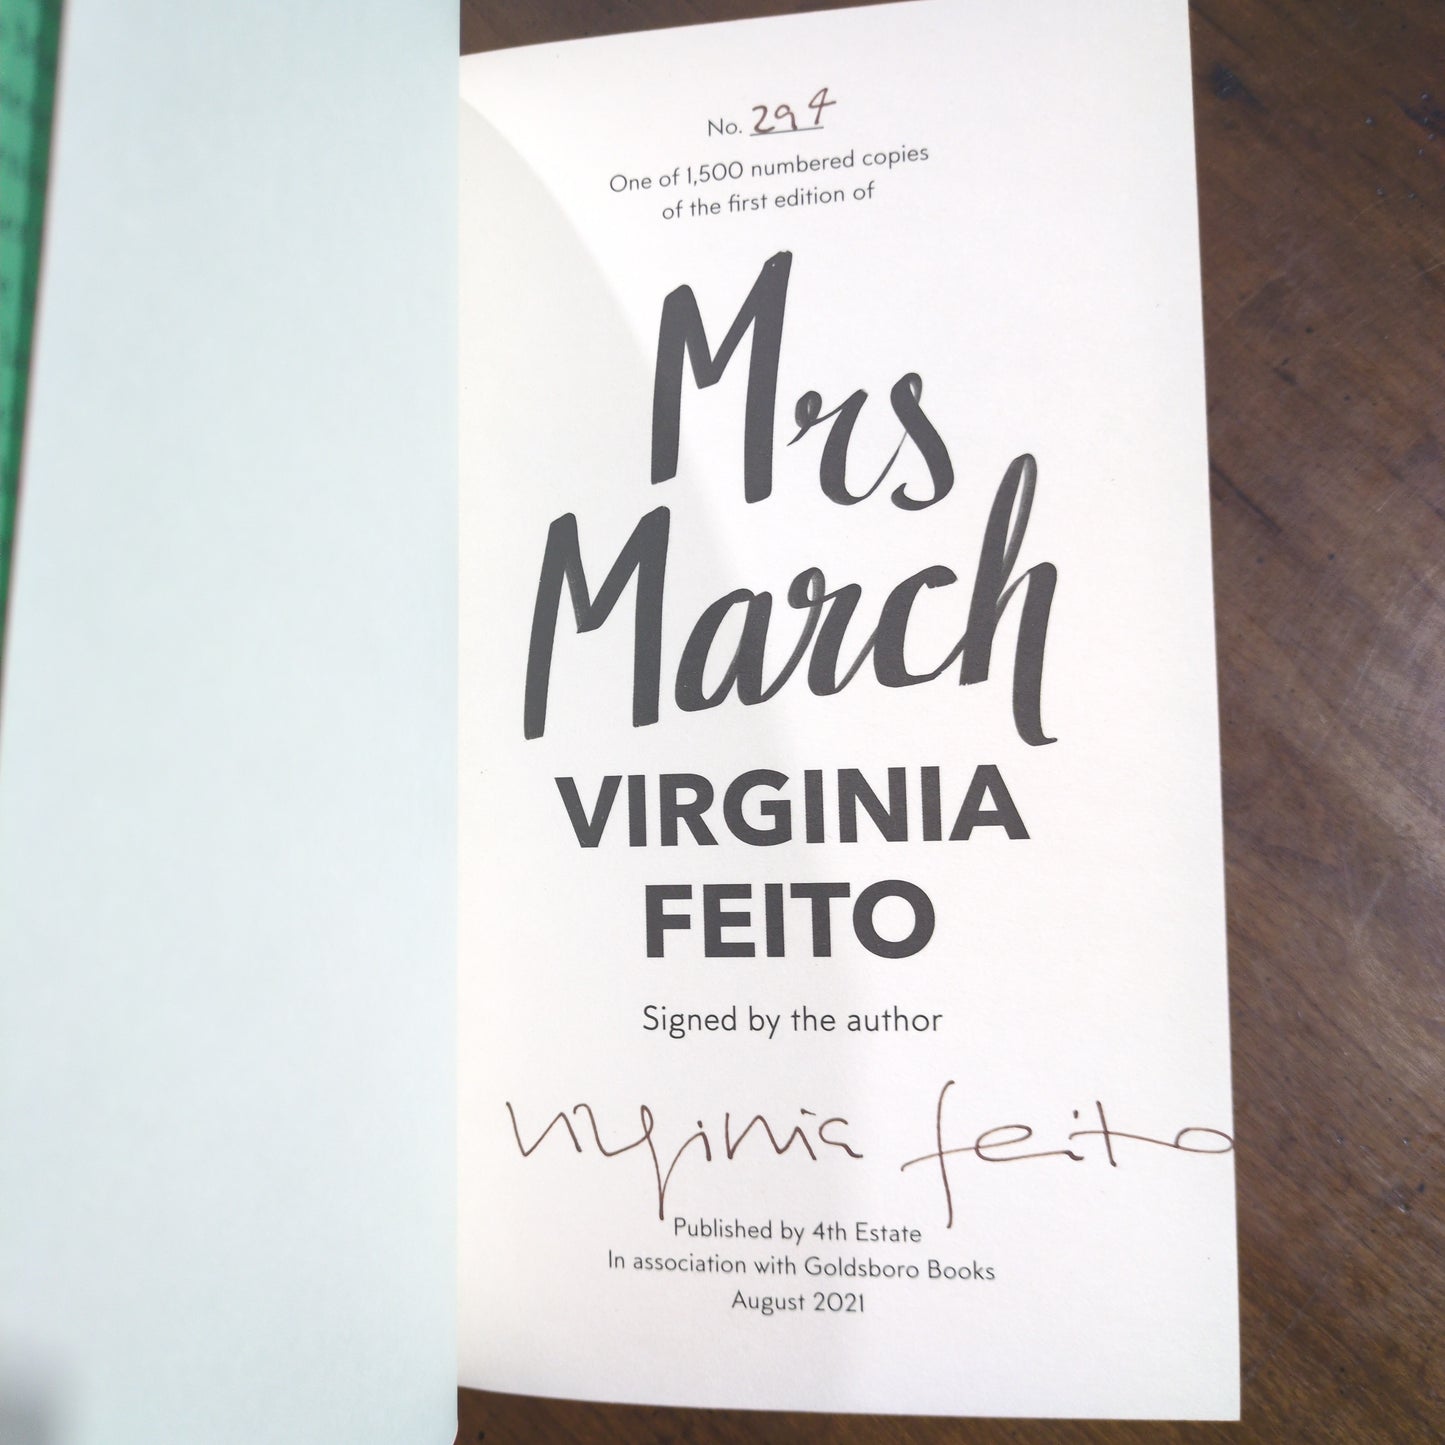 No. 294
One of 1,500 numbered copies
of the first edition of
Mrs
March
VIRGINIA
FEITO
Signed by the author
Virginia Feito
Published by 4th Estate
In association with Goldsboro Books
August 2021